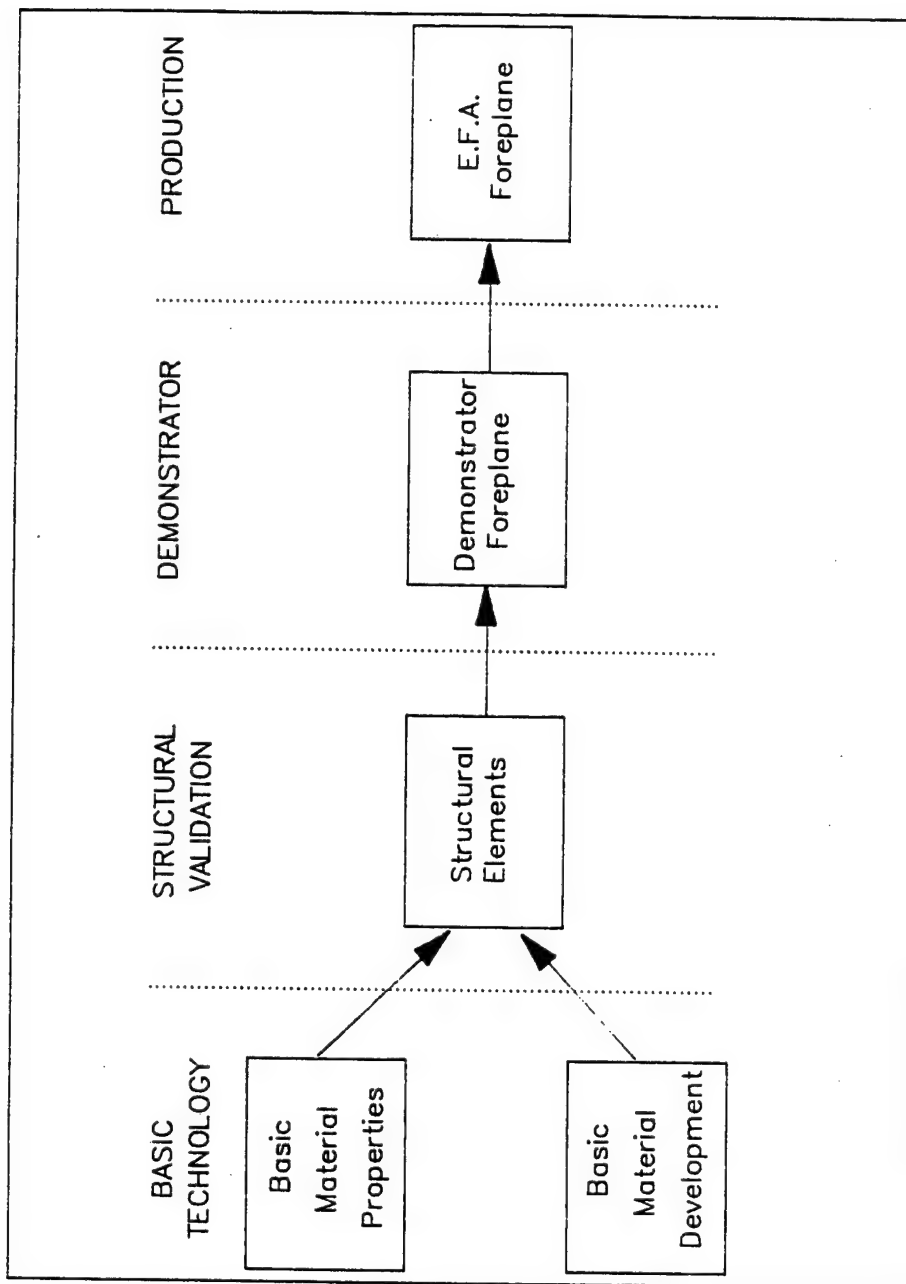 BASIC
TECHNOLOGY
STRUCTURAL
VALIDATION
DEMONSTRATOR
PRODUCTION
Basic
Material
Properties
Basic
Material
Development
Structural
Elements
Demonstrator
Foreplane
E.F.A.
Foreplane